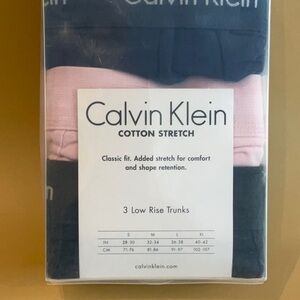 Calvin Klein
Calvin Klein
COTTON STRETCH
Classic fit. Added stretch for comfort
and shape retention.
3 Low Rise Trunks
S M L XL
IN 28-30 32-34 36-38 40-42
CM 71-76 81-86 91-97 102-107
calvinklein.com